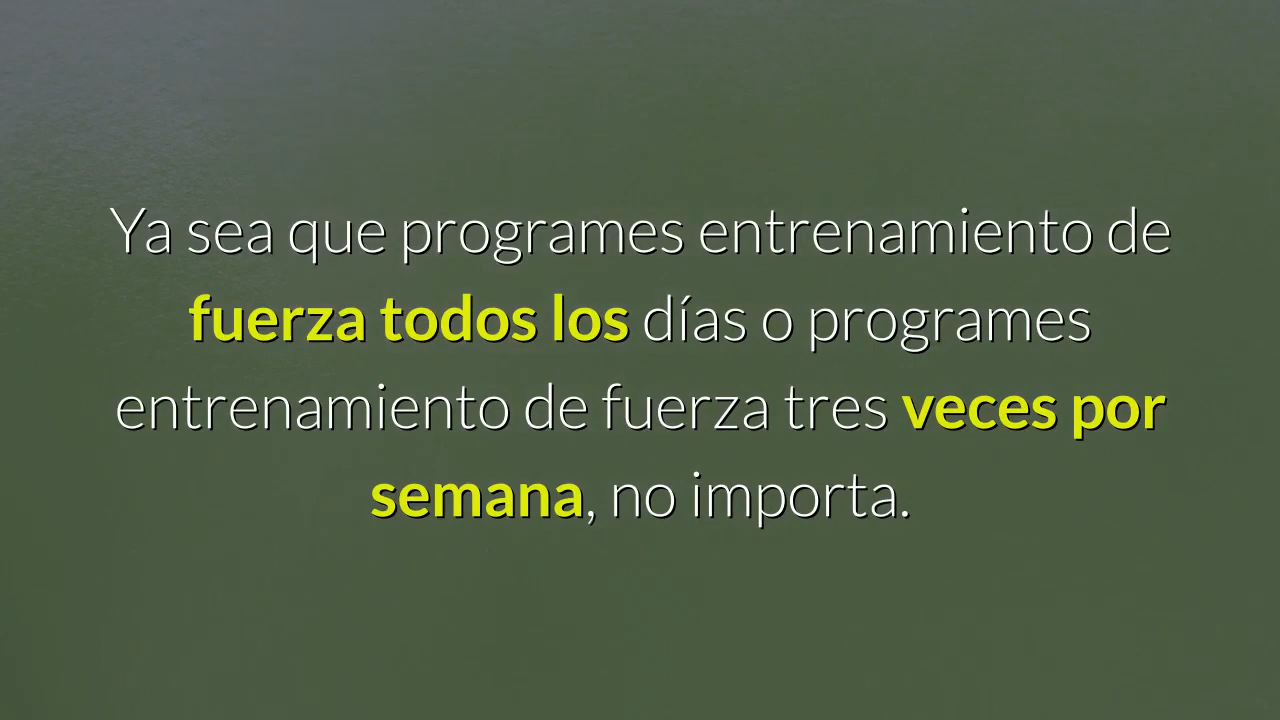 Ya sea que programes entrenamiento de
fuerza todos los días o programes
entrenamiento de fuerza tres veces por
semana, no importa.